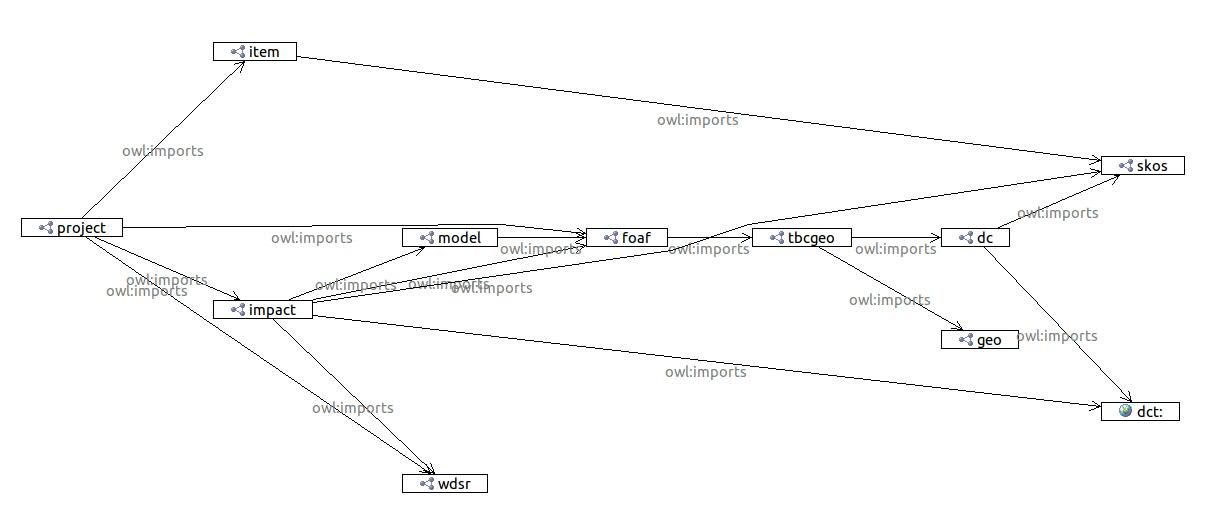 item
owl:imports
owl:imports
skos
project
owl:imports
model
owl:imports
foaf
owl:imports
tbcgeo
owl:imports
dc
owl:imports
owl:imports
owl:imports
impact
owl:imports
owl:imports
owl:imports
owl:imports
geo
owl:imports
owl:imports
owl:imports
dct:
wdsr